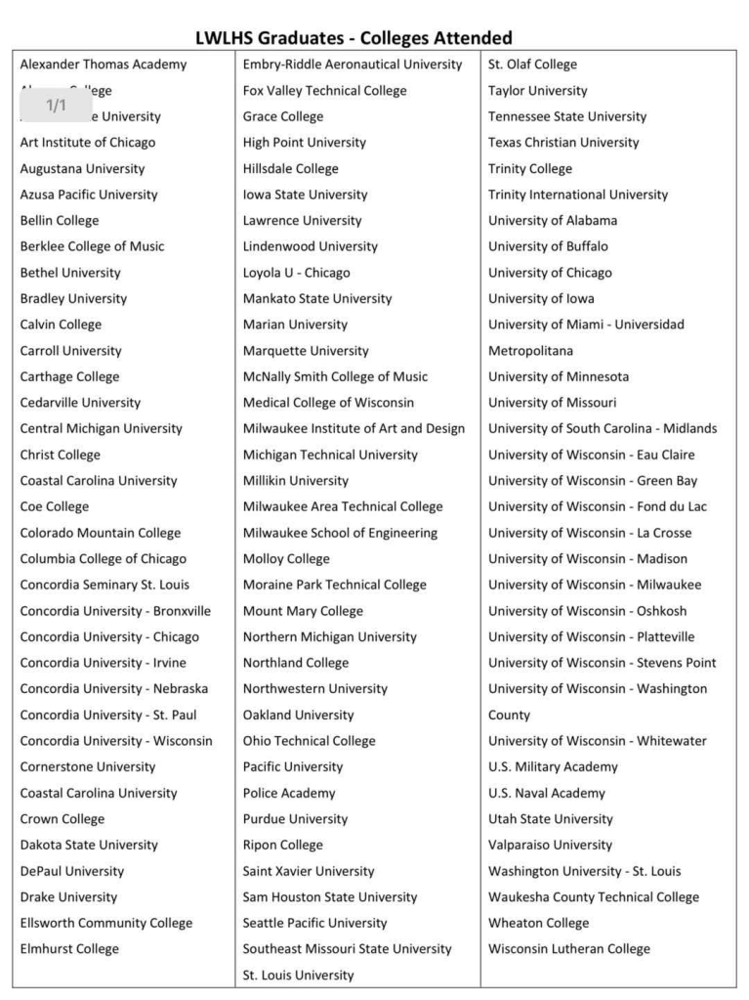 LWLHS Graduates - Colleges Attended
Alexander Thomas Academy
1/1
e University
Art Institute of Chicago
Augustana University
Azusa Pacific University
Bellin College
Berklee College of Music
Bethel University
Bradley University
Calvin College
Carroll University
Carthage College
Cedarville University
Central Michigan University
Christ College
Coastal Carolina University
Coe College
Colorado Mountain College
Columbia College of Chicago
Concordia Seminary St. Louis
Concordia University - Bronxville
Concordia University - Chicago
Concordia University - Irvine
Concordia University - Nebraska
Concordia University - St. Paul
Concordia University - Wisconsin
Cornerstone University
Coastal Carolina University
Crown College
Dakota State University
DePaul University
Drake University
Ellsworth Community College
Elmhurst College
Embry-Riddle Aeronautical University
Fox Valley Technical College
Grace College
High Point University
Hillsdale College
Iowa State University
Lawrence University
Lindenwood University
Loyola U - Chicago
Mankato State University
Marian University
Marquette University
McNally Smith College of Music
Medical College of Wisconsin
Milwaukee Institute of Art and Design
Michigan Technical University
Millikin University
Milwaukee Area Technical College
Milwaukee School of Engineering
Molloy College
Moraine Park Technical College
Mount Mary College
Northern Michigan University
Northland College
Northwestern University
Oakland University
Ohio Technical College
Pacific University
Police Academy
Purdue University
Ripon College
Saint Xavier University
Sam Houston State University
Seattle Pacific University
Southeast Missouri State University
St. Louis University
St. Olaf College
Taylor University
Tennessee State University
Texas Christian University
Trinity College
Trinity International University
University of Alabama
University of Buffalo
University of Chicago
University of Iowa
University of Miami - Universidad
Metropolitana
University of Minnesota
University of Missouri
University of South Carolina - Midlands
University of Wisconsin - Eau Claire
University of Wisconsin - Green Bay
University of Wisconsin - Fond du Lac
University of Wisconsin - La Crosse
University of Wisconsin - Madison
University of Wisconsin - Milwaukee
University of Wisconsin - Oshkosh
University of Wisconsin - Platteville
University of Wisconsin - Stevens Point
University of Wisconsin - Washington
County
University of Wisconsin - Whitewater
U.S. Military Academy
U.S. Naval Academy
Utah State University
Valparaiso University
Washington University - St. Louis
Waukesha County Technical College
Wheaton College
Wisconsin Lutheran College